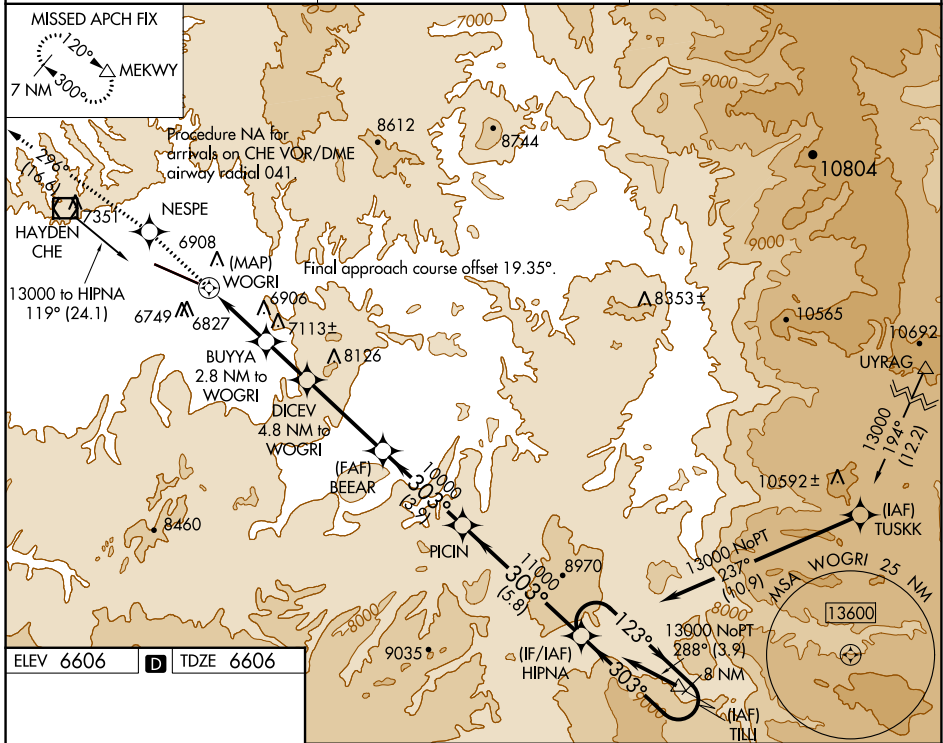 MISSED APCH FIX
120°
MEKWY
300°
7 NM
7000
9000
8612
8744
10804
Procedure NA for
arrivals on CHE VOR/DME
airway radial 041.
296°
(16.6)
7351
HAYDEN
CHE
NESPE
6908
(MAP)
WOGRI
9000
Final approach course offset 19.35°.
13000 to HIPNA
119° (24.1)
6749
6827
6906
7113±
8353±
10565
10692
UYRAG
BUYYA
2.8 NM to
WOGRI
8126
DICEV
4.8 NM to
WOGRI
13000
194°
(12.2)
(FAF)
BEEAR
10000
303°
(3.9)
10592±
(IAF)
TUSKK
8460
PICIN
13000 NoPT
237°
(10.9)
11000
303°
(5.8)
8970
MSA WOGRI 25 NM
13600
8000
8000
123°
13000 NoPT
288° (3.9)
8 NM
(IF/IAF)
HIPNA
303°
9000
9035
(IAF)
TILLI
ELEV 6606 D TDZE 6606